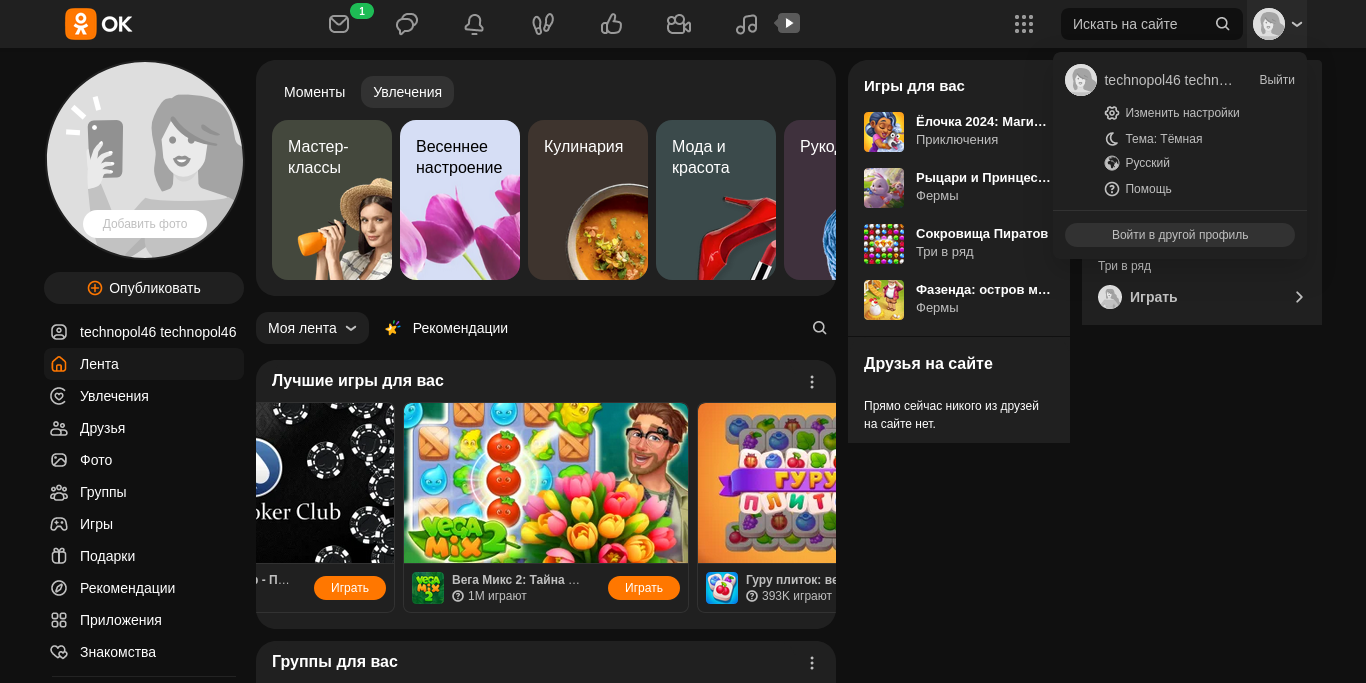 OK
1
Искать на сайте
technopol46 techn…
Выйти
Изменить настройки
Тема: Тёмная
Русский
Помощь
Войти в другой профиль
Добавить фото
Опубликовать
technopol46 technopol46
Лента
Увлечения
Друзья
Фото
Группы
Игры
Подарки
Рекомендации
Приложения
Знакомства
Моменты
Увлечения
Мастер-
классы
Весеннее
настроение
Кулинария
Мода и
красота
Руко
Моя лента
Рекомендации
Лучшие игры для вас
oker Club
VEGA
MIX 2
ГУРУ
ПЛИТ
о - П…
Играть
VEGA
MIX
2
Вега Микс 2: Тайна …
1M играют
Играть
Гуру плиток: ве
393K играют
Группы для вас
Игры для вас
Ёлочка 2024: Маги…
Приключения
Рыцари и Принцес…
Фермы
Сокровища Пиратов
Три в ряд
Фазенда: остров м…
Фермы
Друзья на сайте
Прямо сейчас никого из друзей
на сайте нет.
Три в ряд
Играть